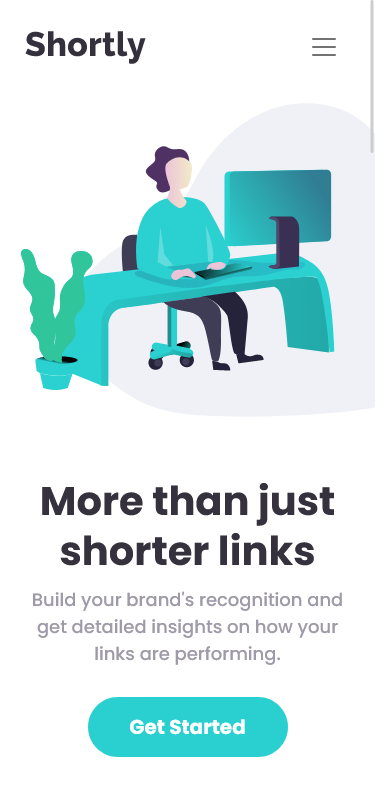 Shortly
More than just
shorter links
Build your brand's recognition and
get detailed insights on how your
links are performing.
Get Started